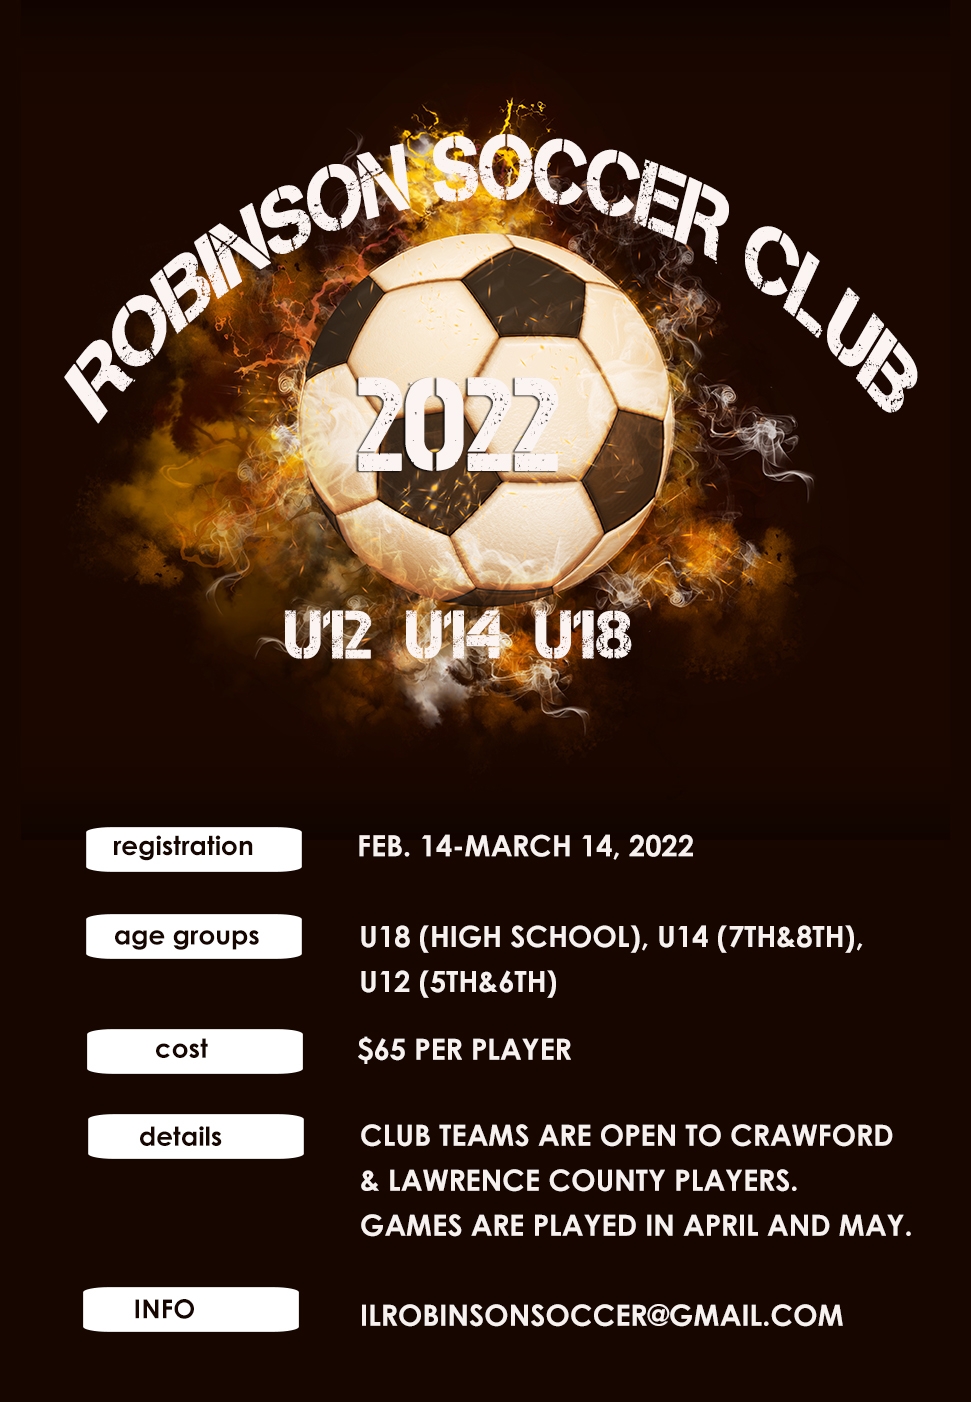 ROBINSON SOCCER CLUB
2022
U12 U14 U18
registration
FEB. 14-MARCH 14, 2022
age groups
U18 (HIGH SCHOOL), U14 (7TH&8TH),
U12 (5TH&6TH)
cost
$65 PER PLAYER
details
CLUB TEAMS ARE OPEN TO CRAWFORD
& LAWRENCE COUNTY PLAYERS.
GAMES ARE PLAYED IN APRIL AND MAY.
INFO
ILROBINSONSOCCER@GMAIL.COM